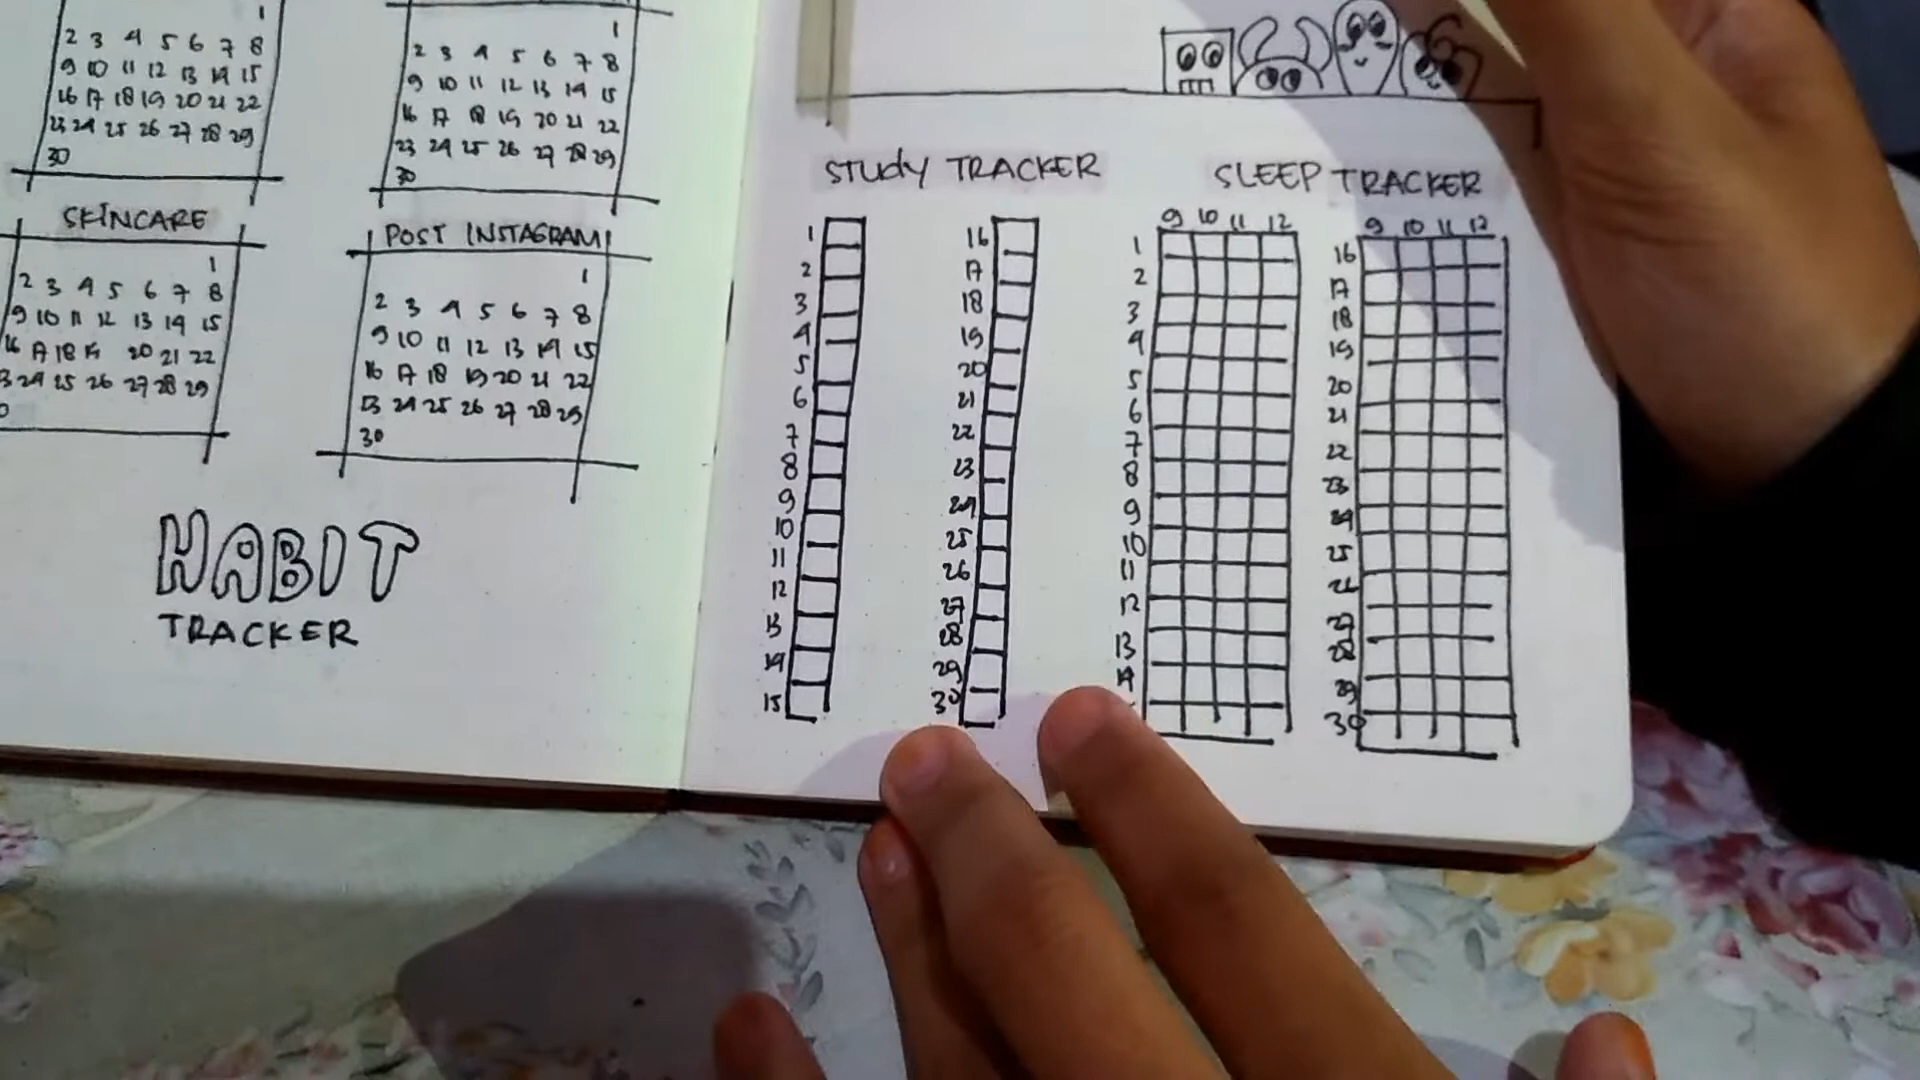 1
2 3 4 5 6 7 8
9 10 11 12 13 14 15
16 17 18 19 20 21 22
23 24 25 26 27 28 29
30
1
2 3 4 5 6 7 8
9 10 11 12 13 14 15
16 17 18 19 20 21 22
23 24 25 26 27 28 29
30
SKINCARE
1
2 3 4 5 6 7 8
9 10 11 12 13 14 15
16 17 18 19 20 21 22
24 25 26 27 28 29
POST INSTAGRAM
1
2 3 4 5 6 7 8
9 10 11 12 13 14 15
16 17 18 19 20 21 22
23 24 25 26 27 28 29
30
HABIT
TRACKER
STUDY TRACKER
1
2
3
4
5
6
7
8
9
10
11
12
13
14
15
16
17
18
19
20
21
22
23
24
25
26
27
28
29
30
SLEEP TRACKER
9 10 11 12
1
2
3
4
5
6
7
8
9
10
11
12
13
14
9 10 11 12
16
17
18
19
20
21
22
23
24
25
26
27
28
29
30